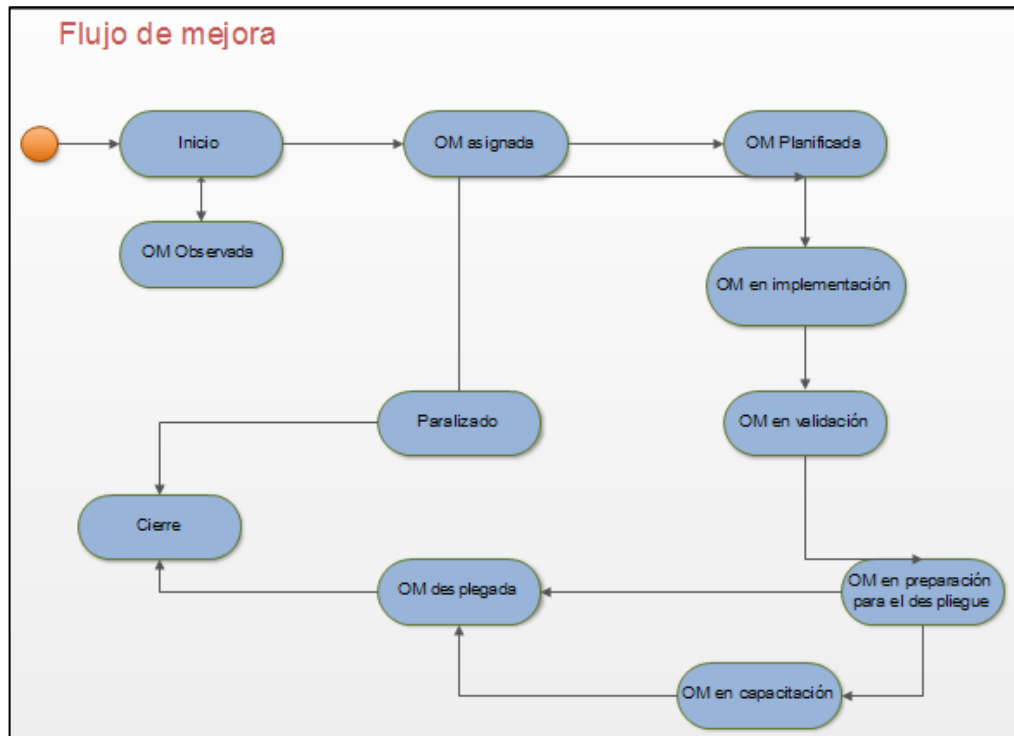 Flujo de mejora
Inicio
OM asignada
OM Planificada
OM Observada
OM en implementación
Paralizado
OM en validación
Cierre
OM desplegada
OM en preparación
para el despliegue
OM en capacitación